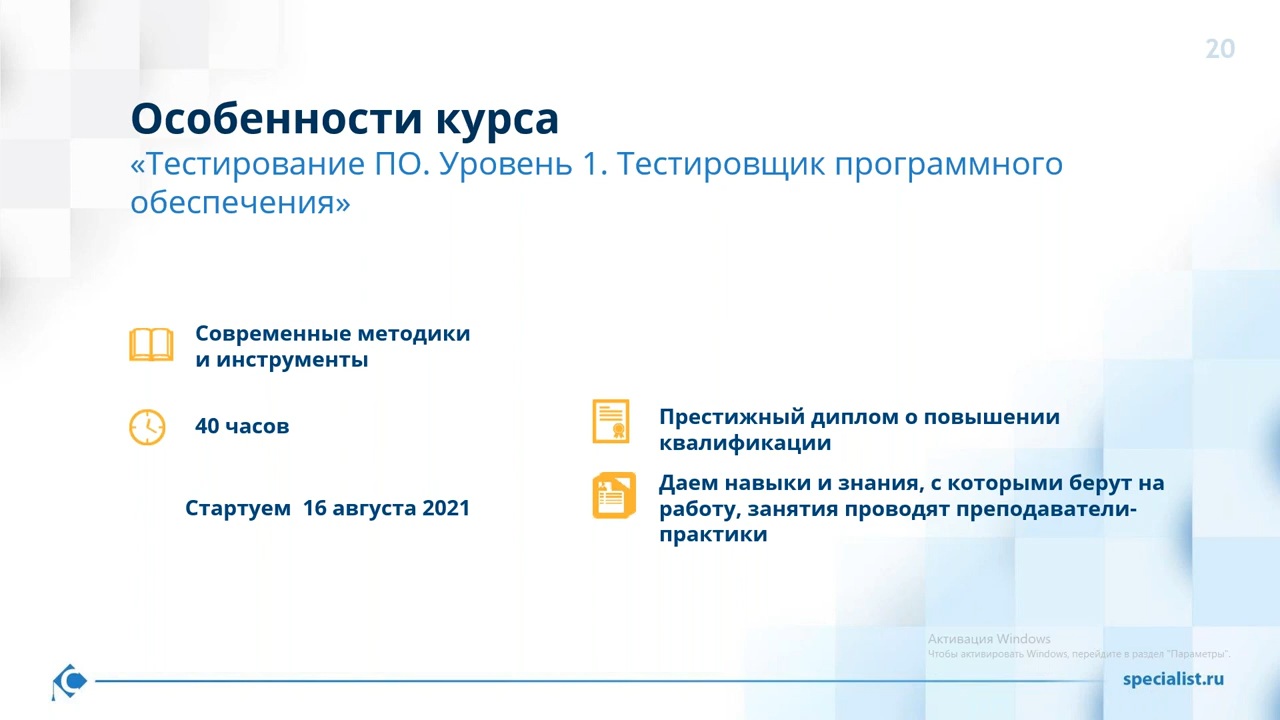 20
Особенности курса
«Тестирование ПО. Уровень 1. Тестировщик программного
обеспечения»
Современные методики
и инструменты
40 часов
Стартуем  16 августа 2021
Престижный диплом о повышении
квалификации
Даем навыки и знания, с которыми берут на
работу, занятия проводят преподаватели-
практики
Активация Windows
Чтобы активировать Windows, перейдите в раздел "Параметры".
specialist.ru